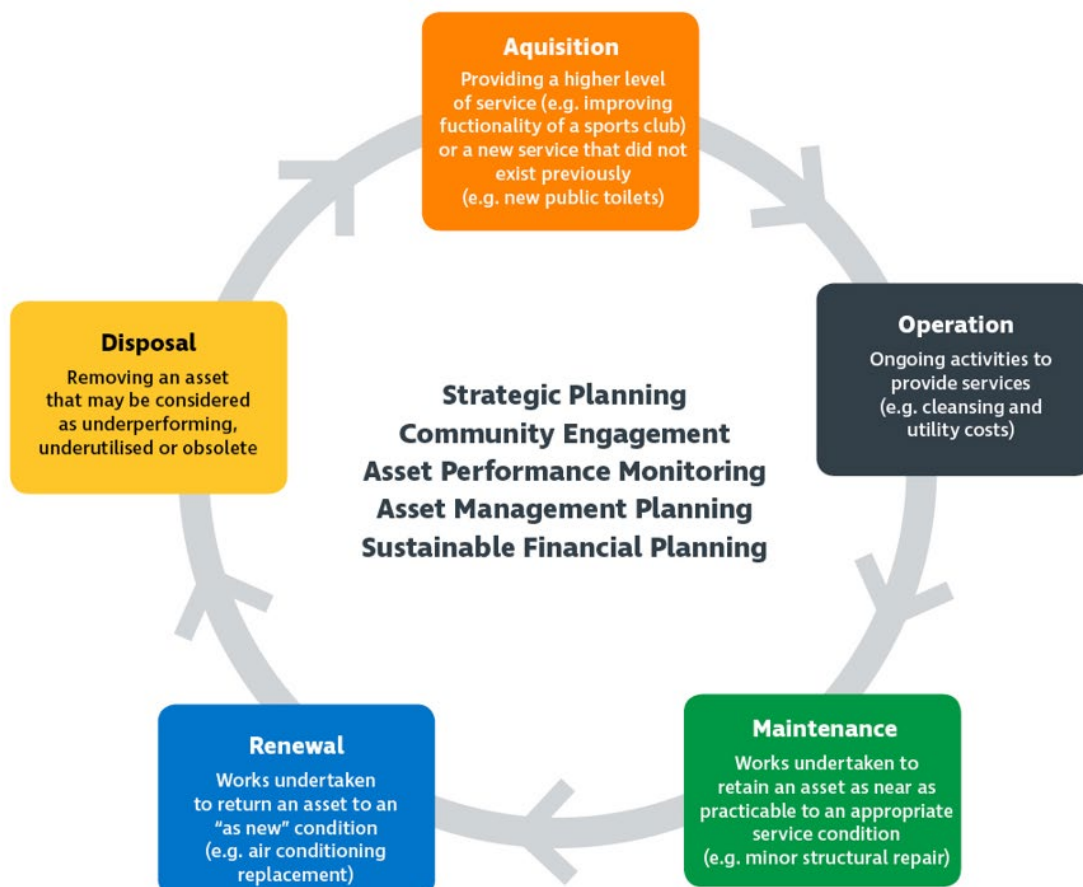 Aquisition
Providing a higher level
of service (e.g. improving
fuctionality of a sports club)
or a new service that did not
exist previously
(e.g. new public toilets)
Operation
Ongoing activities to
provide services
(e.g. cleansing and
utility costs)
Maintenance
Works undertaken to
retain an asset as near as
practicable to an appropriate
service condition
(e.g. minor structural repair)
Renewal
Works undertaken
to return an asset to an
“as new” condition
(e.g. air conditioning
replacement)
Disposal
Removing an asset
that may be considered
as underperforming,
underutilised or obsolete
Strategic Planning
Community Engagement
Asset Performance Monitoring
Asset Management Planning
Sustainable Financial Planning